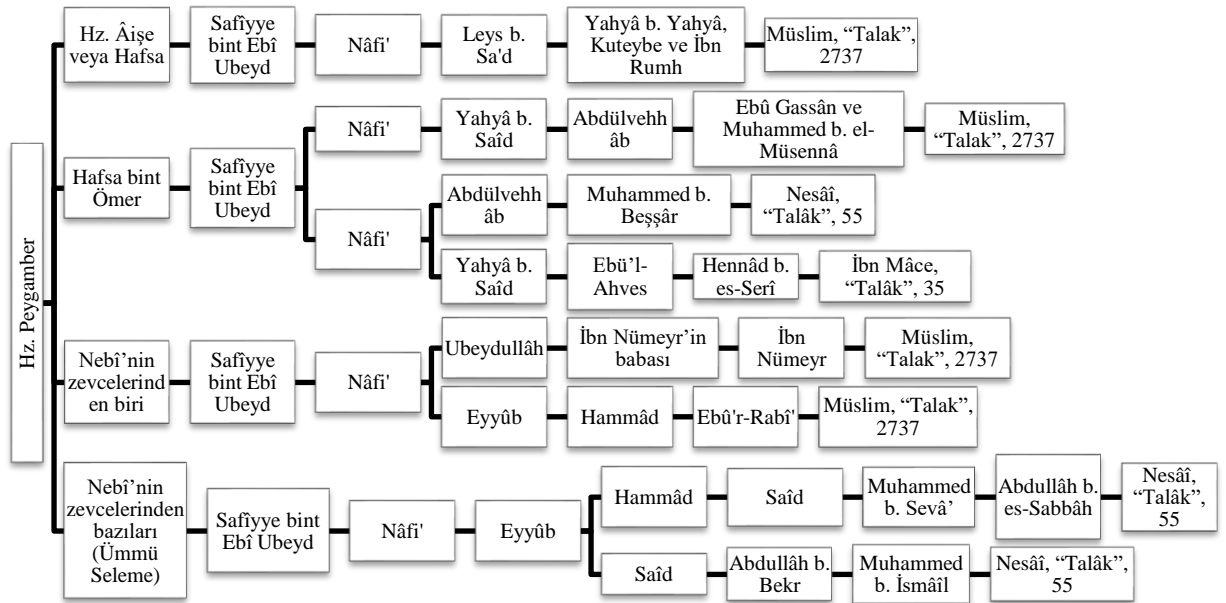 Hz. Peygamber
Hz. Âişe
veya Hafsa
Safîyye
bint Ebî
Ubeyd
Nâfi'
Leys b.
Sa'd
Yahyâ b. Yahyâ,
Kuteybe ve İbn
Rumh
Müslim, “Talak”,
2737
Hafsa bint
Ömer
Safîyye
bint Ebî
Ubeyd
Nâfi'
Yahyâ b.
Saîd
Abdülvehh
âb
Ebû Gassân ve
Muhammed b. el-
Müsennâ
Müslim,
“Talak”, 2737
Nâfi'
Abdülvehh
âb
Muhammed b.
Beşşâr
Nesâî,
“Talâk”, 55
Yahyâ b.
Saîd
Ebü’l-
Ahves
Hennâd b.
es-Serî
İbn Mâce,
“Talâk”, 35
Nebî’nin
zevcelerind
en biri
Safîyye
bint Ebî
Ubeyd
Nâfi'
Ubeydullâh
İbn Nümeyr’in
babası
İbn
Nümeyr
Müslim,
“Talak”, 2737
Eyyûb
Hammâd
Ebû'r-Rabî'
Müslim, “Talak”,
2737
Nebî’nin
zevcelerinden
bazıları
(Ümmü
Seleme)
Safîyye bint
Ebî Ubeyd
Nâfi'
Eyyûb
Hammâd
Saîd
Muhammed
b. Sevâ’
Abdullâh b.
es-Sabbâh
Nesâî,
“Talâk”,
55
Saîd
Abdullâh b.
Bekr
Muhammed
b. İsmâîl
Nesâî, “Talâk”,
55